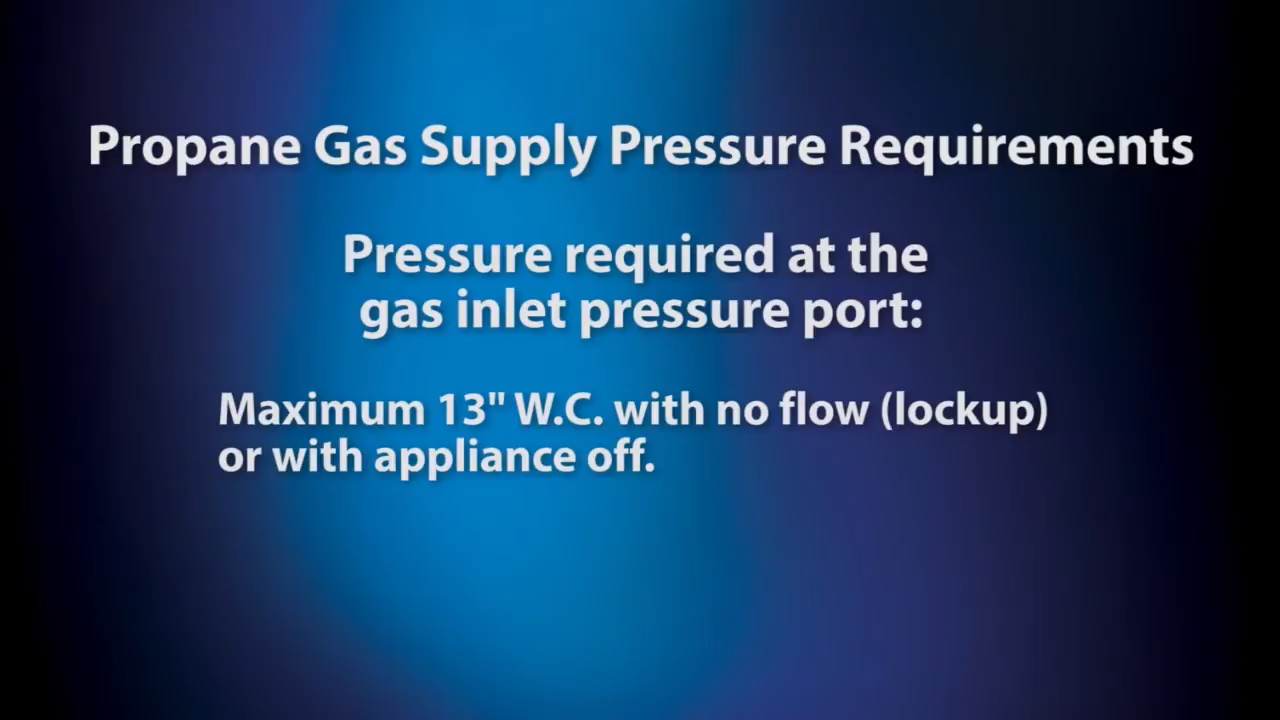 Propane Gas Supply Pressure Requirements
Pressure required at the
gas inlet pressure port:
Maximum 13" W.C. with no flow (lockup)
or with appliance off.